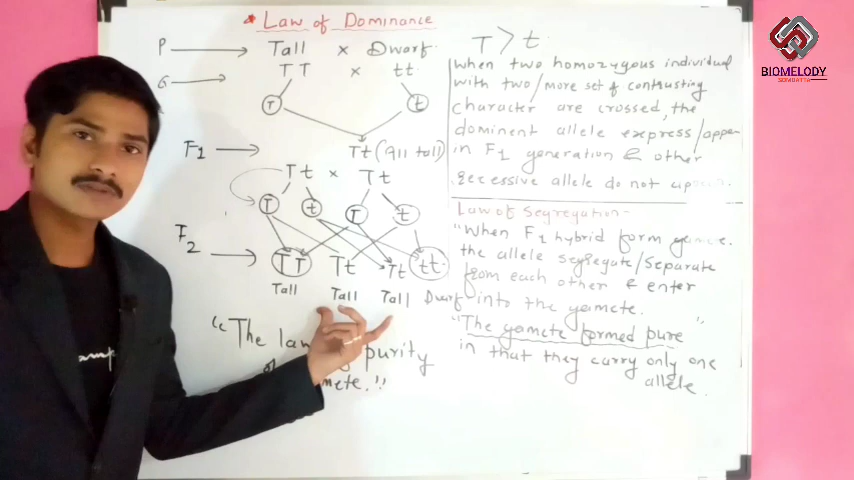 * Law of Dominance
P → Tall x Dwarf
G → TT x tt
T t
F1 → Tt (All tall)
Tt x Tt
T t T t
F2 → TT Tt Tt tt
Tall Tall Tall Dwarf
"The law purity
mete."
T > t.
when two homozygous individual
with two/more set of contrasting
character are crossed, the
dominent allele express/appear
in F1 generation & other
recessive allele do not
Law of Segregation-
"When F1 hybrid form gamete.
the allele segregate/separate
from each other & enter
into the gamete.
"The gamete formed pure
in that they carry only one
allele.
BIOMELODY